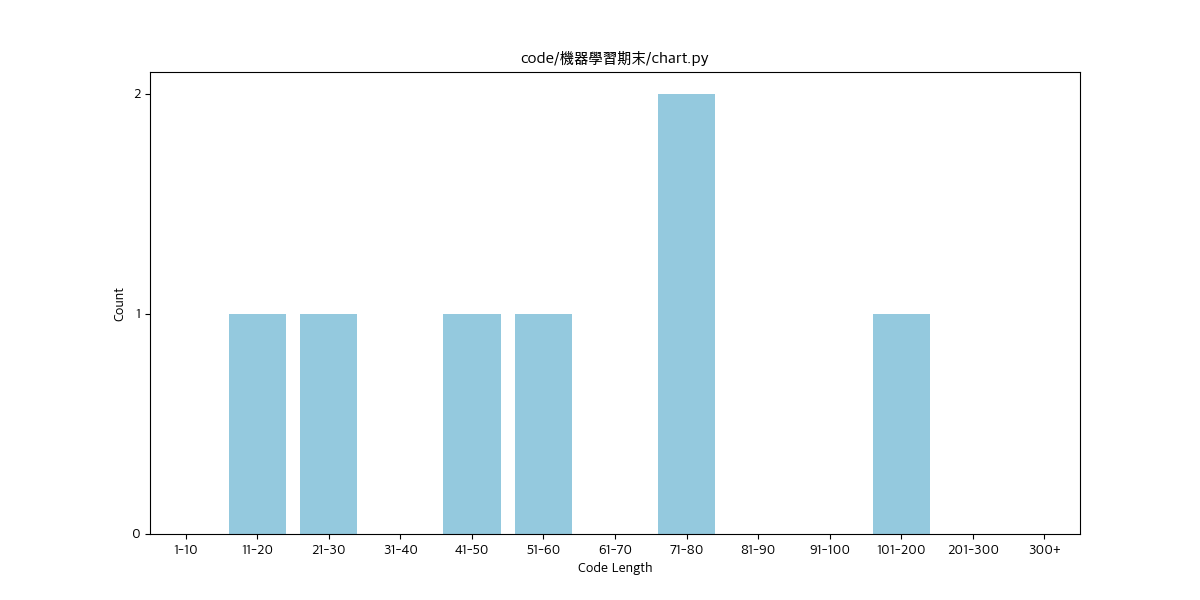 code/機器學習期末/chart.py
2
1
0
Count
1-10 11-20 21-30 31-40 41-50 51-60 61-70 71-80 81-90 91-100 101-200 201-300 300+
Code Length